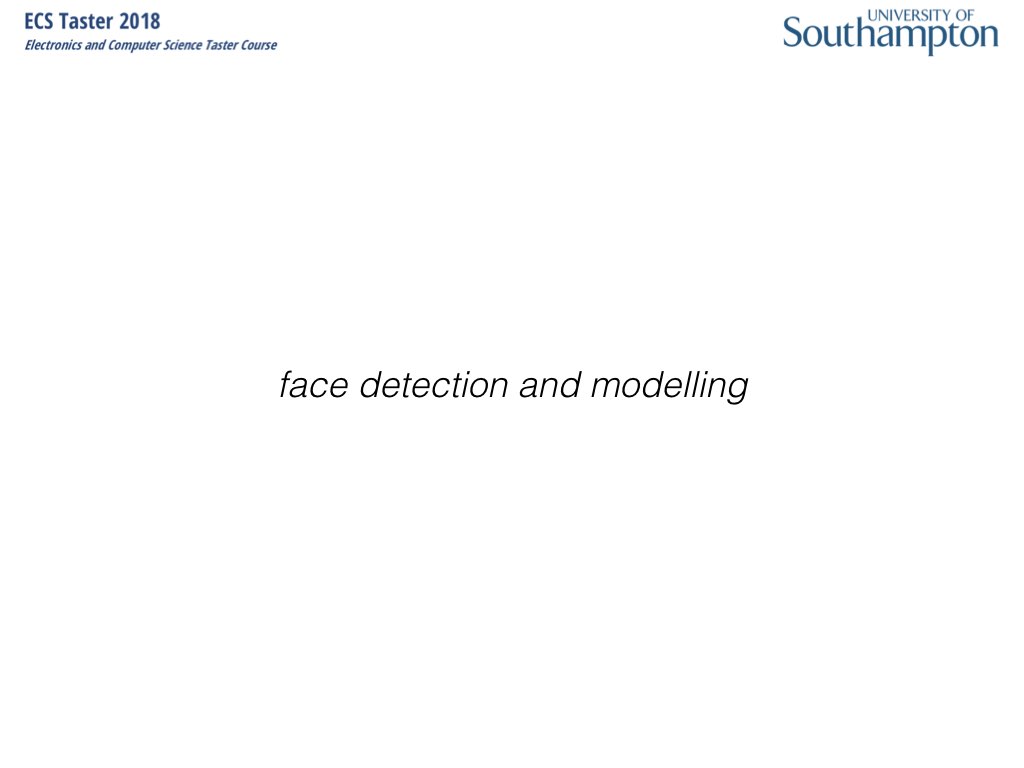 ECS Taster 2018
Electronics and Computer Science Taster Course
UNIVERSITY OF
Southampton
face detection and modelling